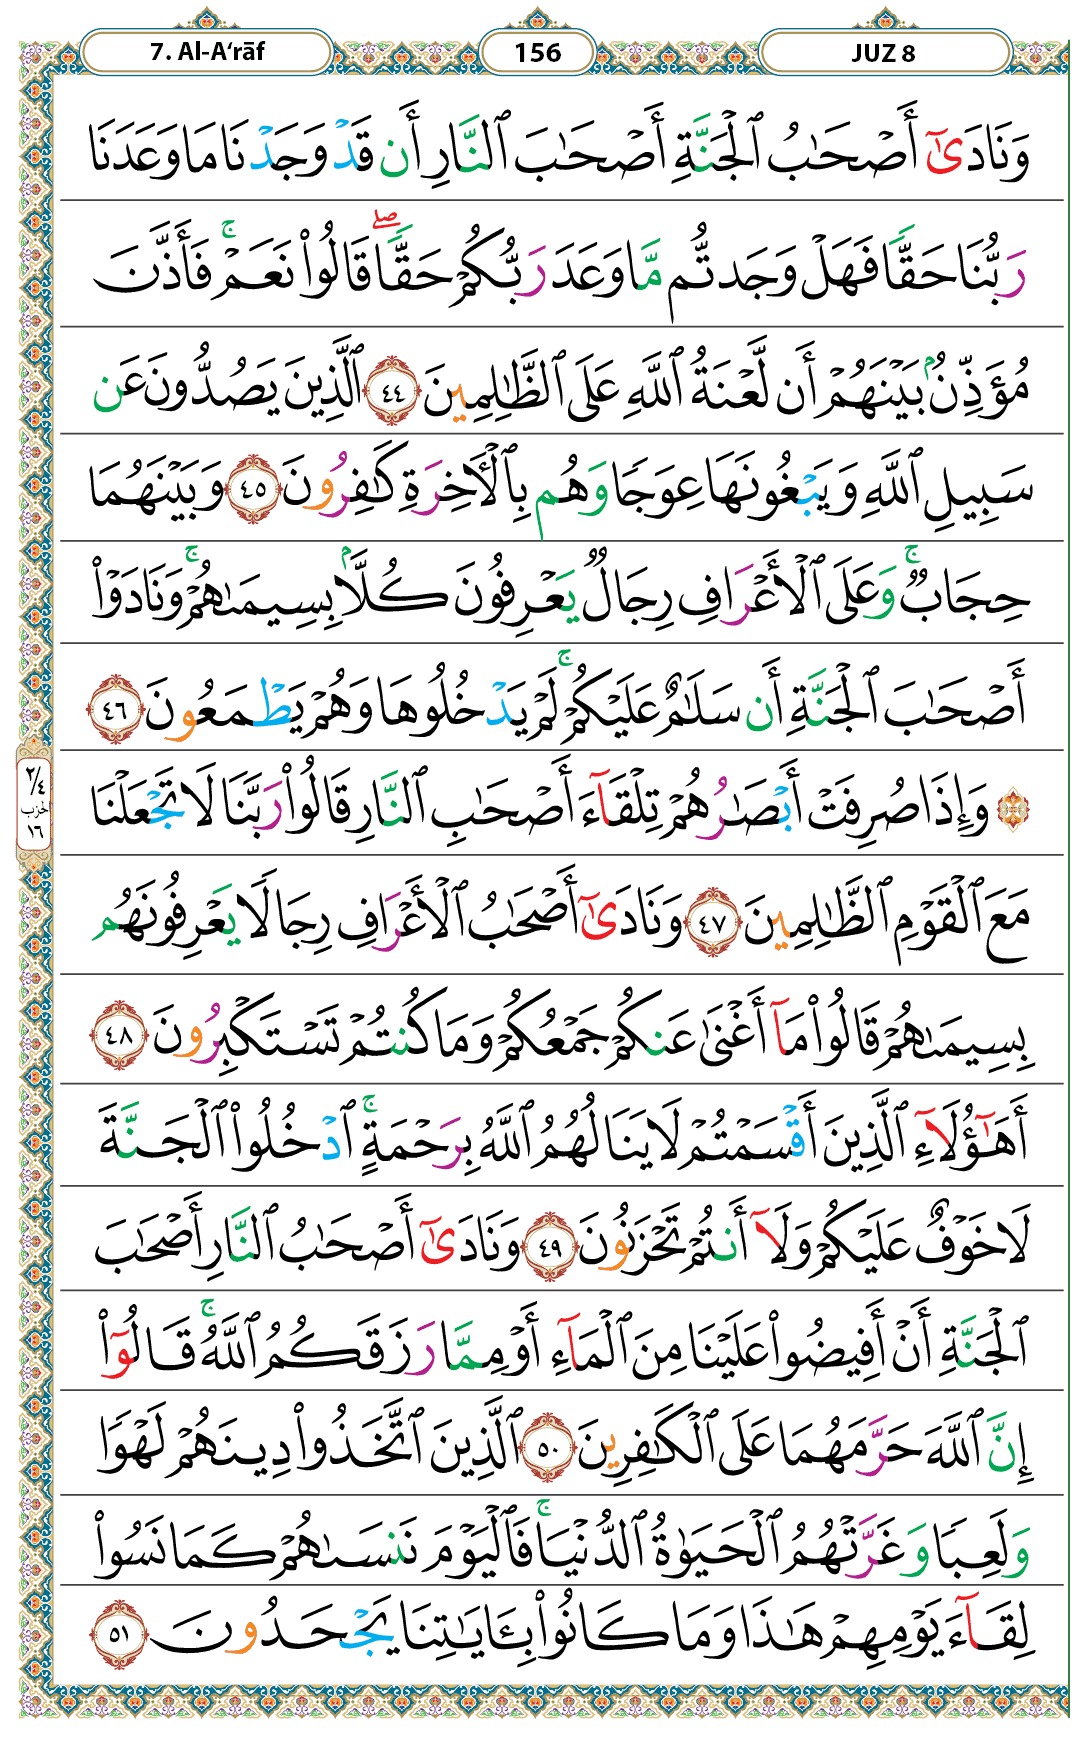 7. Al-A‘rāf 156 JUZ 8
وَنَادَىٰٓ أَصْحَـٰبُ ٱلْجَنَّةِ أَصْحَـٰبَ ٱلنَّارِ أَن قَدْ وَجَدْنَا مَا وَعَدَنَا
رَبُّنَا حَقًّا فَهَلْ وَجَدتُّم مَّا وَعَدَ رَبُّكُمْ حَقًّا ۖ قَالُوا۟ نَعَمْ ۚ فَأَذَّنَ
مُؤَذِّنٌۢ بَيْنَهُمْ أَن لَّعْنَةُ ٱللَّهِ عَلَى ٱلظَّـٰلِمِينَ ٤٤ ٱلَّذِينَ يَصُدُّونَ عَن
سَبِيلِ ٱللَّهِ وَيَبْغُونَهَا عِوَجًا وَهُم بِٱلْـَٔاخِرَةِ كَـٰفِرُونَ ٤٥ وَبَيْنَهُمَا
حِجَابٌ ۚ وَعَلَى ٱلْأَعْرَافِ رِجَالٌ يَعْرِفُونَ كُلًّۢا بِسِيمَىٰهُمْ ۚ وَنَادَوْا۟
أَصْحَـٰبَ ٱلْجَنَّةِ أَن سَلَـٰمٌ عَلَيْكُمْ ۚ لَمْ يَدْخُلُوهَا وَهُمْ يَطْمَعُونَ ٤٦
۞ وَإِذَا صُرِفَتْ أَبْصَـٰرُهُمْ تِلْقَآءَ أَصْحَـٰبِ ٱلنَّارِ قَالُوا۟ رَبَّنَا لَا تَجْعَلْنَا
٢/٤
الحزب
١٦
مَعَ ٱلْقَوْمِ ٱلظَّـٰلِمِينَ ٤٧ وَنَادَىٰٓ أَصْحَـٰبُ ٱلْأَعْرَافِ رِجَالًا يَعْرِفُونَهُم
بِسِيمَىٰهُمْ قَالُوا۟ مَآ أَغْنَىٰ عَنكُمْ جَمْعُكُمْ وَمَا كُنتُمْ تَسْتَكْبِرُونَ ٤٨
أَهَـٰٓؤُلَآءِ ٱلَّذِينَ أَقْسَمْتُمْ لَا يَنَالُهُمُ ٱللَّهُ بِرَحْمَةٍ ۚ ٱدْخُلُوا۟ ٱلْجَنَّةَ
لَا خَوْفٌ عَلَيْكُمْ وَلَآ أَنتُمْ تَحْزَنُونَ ٤٩ وَنَادَىٰٓ أَصْحَـٰبُ ٱلنَّارِ أَصْحَـٰبَ
ٱلْجَنَّةِ أَنْ أَفِيضُوا۟ عَلَيْنَا مِنَ ٱلْمَآءِ أَوْ مِمَّا رَزَقَكُمُ ٱللَّهُ ۚ قَالُوٓا۟
إِنَّ ٱللَّهَ حَرَّمَهُمَا عَلَى ٱلْكَـٰفِرِينَ ٥٠ ٱلَّذِينَ ٱتَّخَذُوا۟ دِينَهُمْ لَهْوًا
وَلَعِبًا وَغَرَّتْهُمُ ٱلْحَيَوٰةُ ٱلدُّنْيَا ۚ فَٱلْيَوْمَ نَنسَىٰهُمْ كَمَا نَسُوا۟
لِقَآءَ يَوْمِهِمْ هَـٰذَا وَمَا كَانُوا۟ بِـَٔايَـٰتِنَا يَجْحَدُونَ ٥١